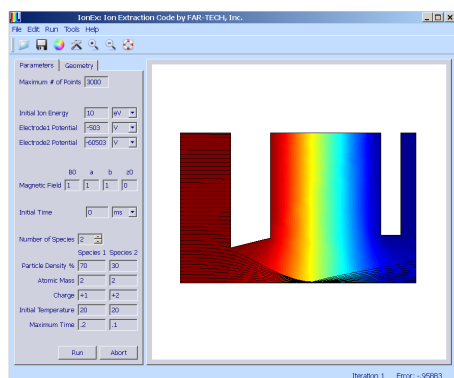 IonEx: Ion Extraction Code by FAR-TECH, Inc.
File Edit Run Tools Help
Parameters Geometry
Maximum # of Points 3000
Initial Ion Energy 10 eV
Electrode1 Potential -503 V
Electrode2 Potential -60503 V
B0 a b z0
Magnetic Field 1 1 1 0
Initial Time 0 ms
Number of Species 2
Species 1 Species 2
Particle Density % 70 30
Atomic Mass 2 2
Charge +1 +2
Initial Temperature 20 20
Maximum Time .2 .1
Run Abort
Iteration 1 Error: -.95883